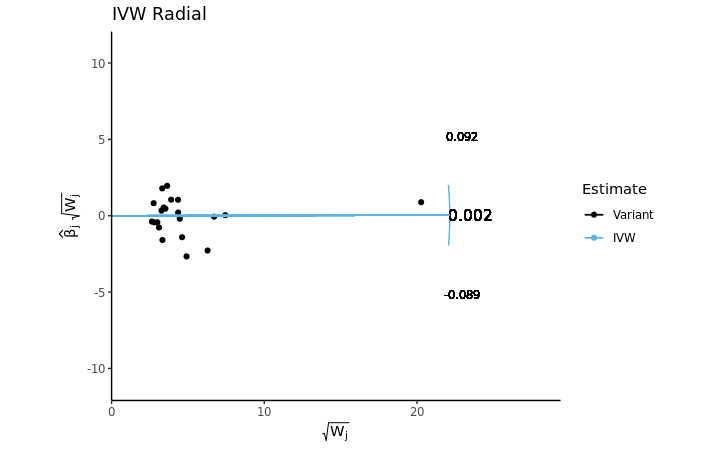 IVW Radial
10
5
0
-5
-10
β̂j √Wj
0.092
0.002
-0.089
0
10
20
√Wj
Estimate
Variant
IVW